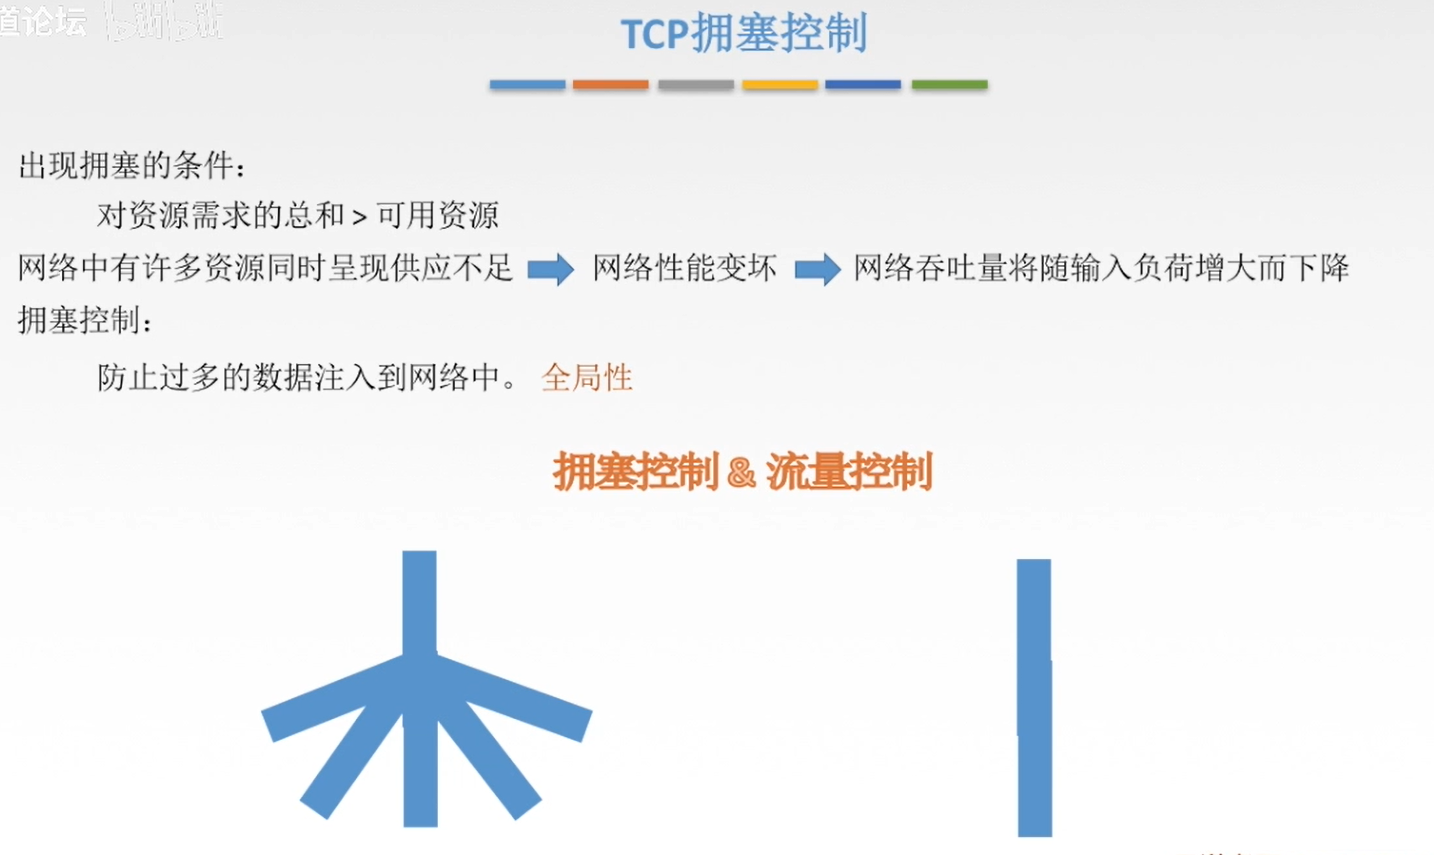 道论坛 bilibili
TCP拥塞控制
出现拥塞的条件：
对资源需求的总和 > 可用资源
网络中有许多资源同时呈现供应不足 网络性能变坏 网络吞吐量将随输入负荷增大而下降
拥塞控制：
防止过多的数据注入到网络中。 全局性
拥塞控制 & 流量控制